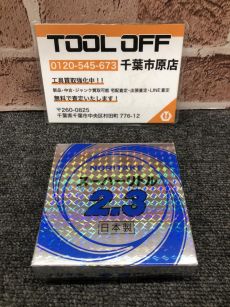 TOOL OFF
0120-545-673 千葉市原店
工具買取強化中！！
新品・中古・ジャンク買取可能 宅配査定・出張査定・LINE査定
無料で査定いたします！
〒260-0825
千葉県千葉市中央区村田町 776-12
2.3
日本製